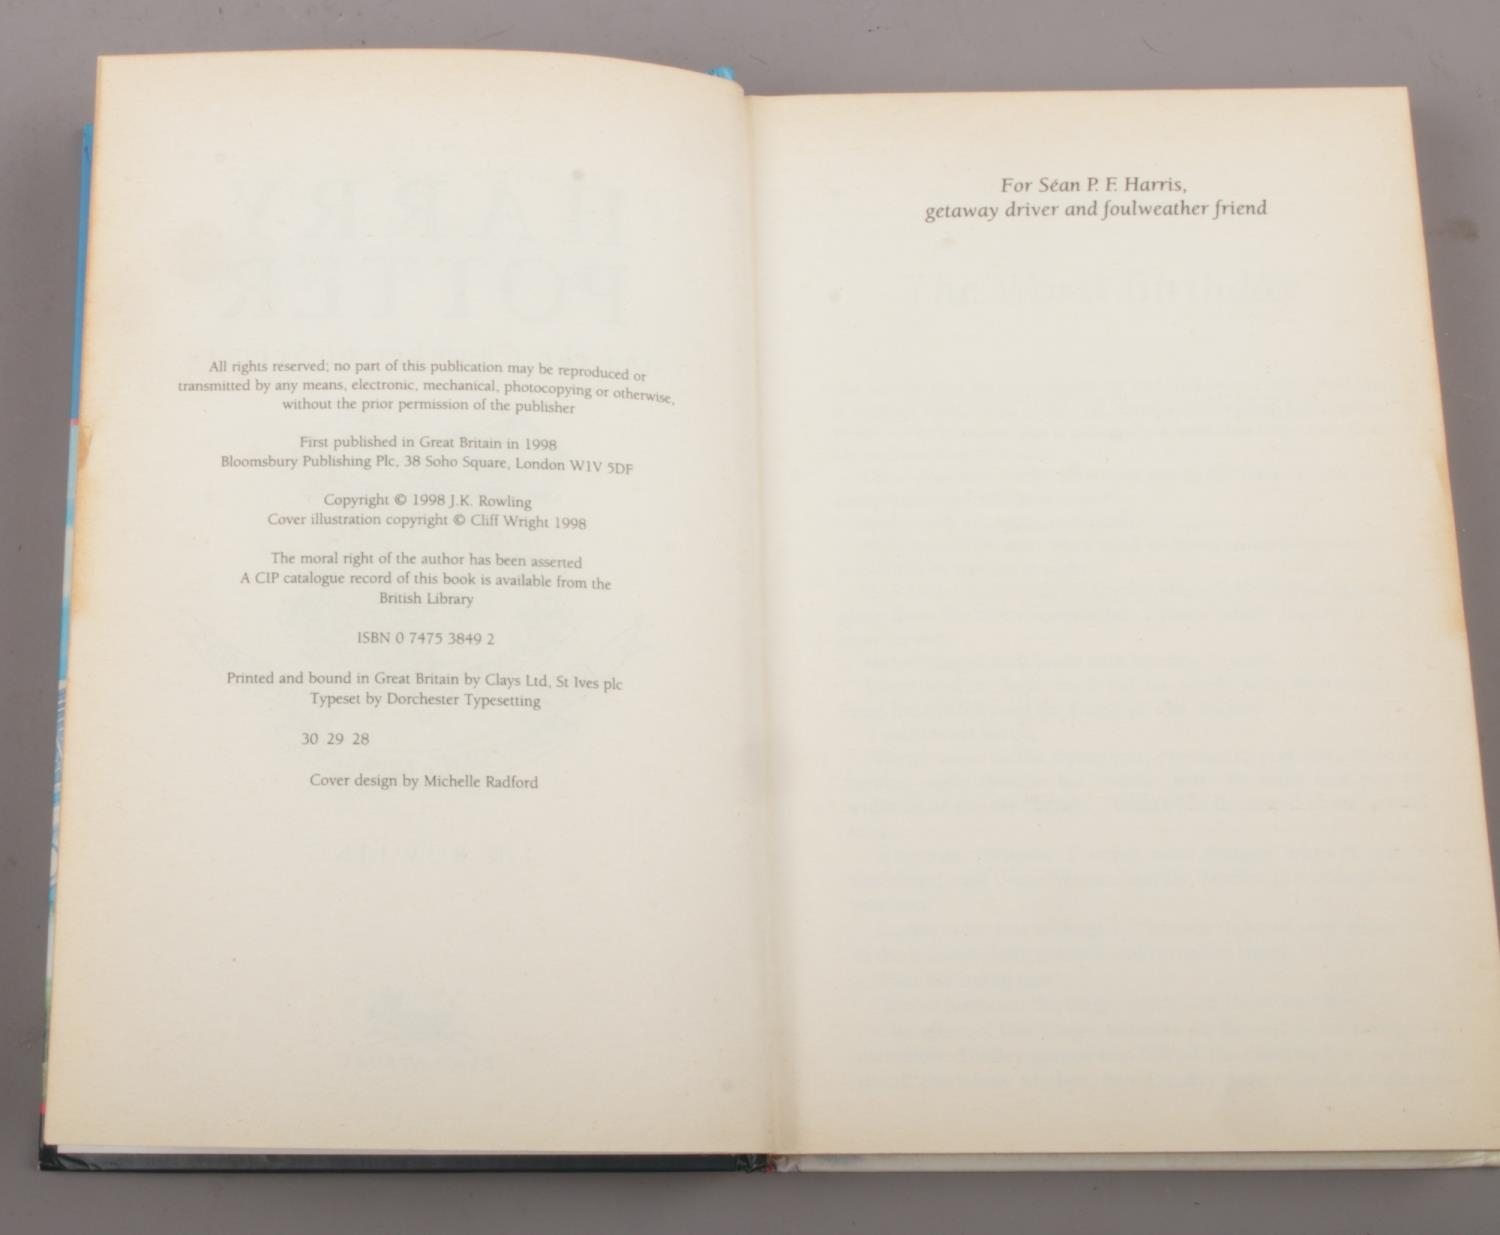 All rights reserved; no part of this publication may be reproduced or
transmitted by any means, electronic, mechanical, photocopying or otherwise,
without the prior permission of the publisher
First published in Great Britain in 1998
Bloomsbury Publishing Plc, 38 Soho Square, London W1V 5DF
Copyright © 1998 J.K. Rowling
Cover illustration copyright © Cliff Wright 1998
The moral right of the author has been asserted
A CIP catalogue record of this book is available from the
British Library
ISBN 0 7475 3849 2
Printed and bound in Great Britain by Clays Ltd, St Ives plc
Typeset by Dorchester Typesetting
30 29 28
Cover design by Michelle Radford
For Séan P. F. Harris,
getaway driver and foulweather friend